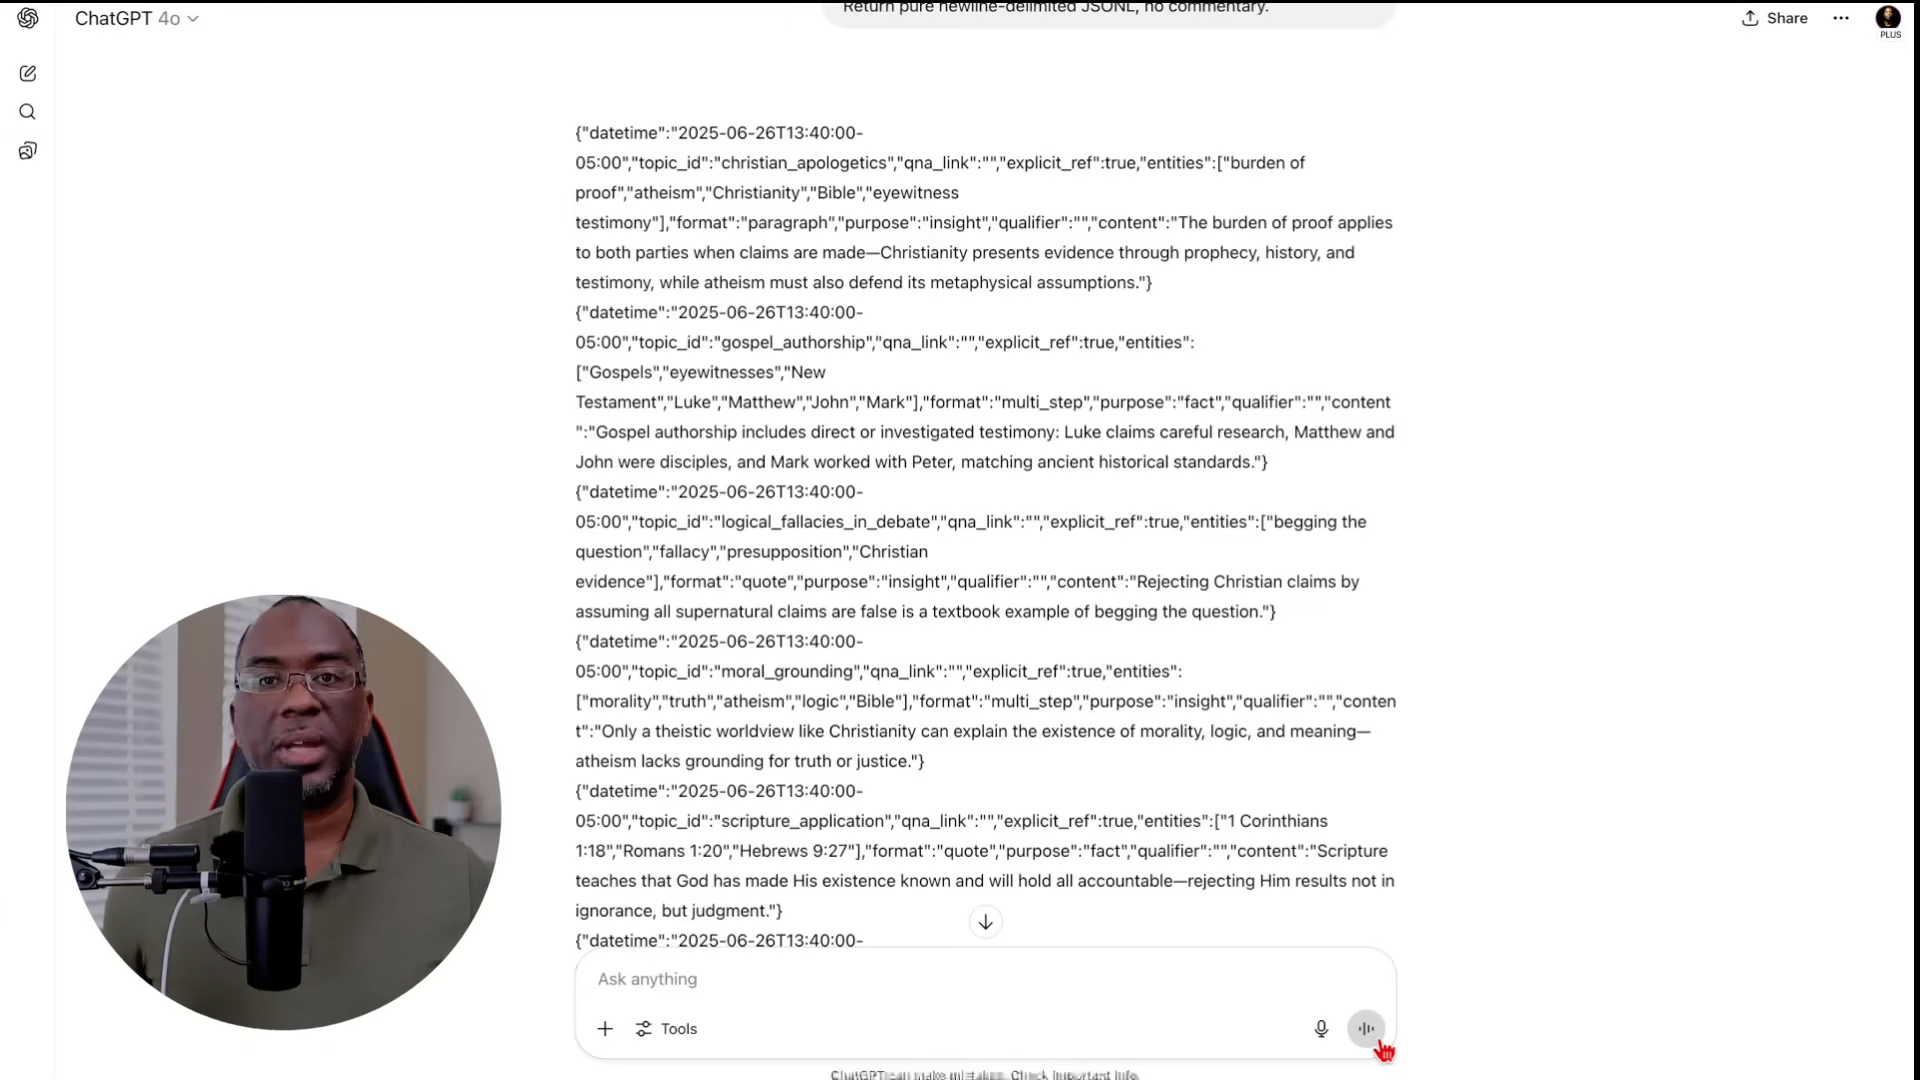 Return pure newline-delimited JSONL, no commentary.
ChatGPT 4o
Share
PLUS
{"datetime":"2025-06-26T13:40:00-
05:00","topic_id":"christian_apologetics","qna_link":"","explicit_ref":true,"entities":["burden of
proof","atheism","Christianity","Bible","eyewitness
testimony"],"format":"paragraph","purpose":"insight","qualifier":"","content":"The burden of proof applies
to both parties when claims are made—Christianity presents evidence through prophecy, history, and
testimony, while atheism must also defend its metaphysical assumptions."}
{"datetime":"2025-06-26T13:40:00-
05:00","topic_id":"gospel_authorship","qna_link":"","explicit_ref":true,"entities":
["Gospels","eyewitnesses","New
Testament","Luke","Matthew","John","Mark"],"format":"multi_step","purpose":"fact","qualifier":"","content
":"Gospel authorship includes direct or investigated testimony: Luke claims careful research, Matthew and
John were disciples, and Mark worked with Peter, matching ancient historical standards."}
{"datetime":"2025-06-26T13:40:00-
05:00","topic_id":"logical_fallacies_in_debate","qna_link":"","explicit_ref":true,"entities":["begging the
question","fallacy","presupposition","Christian
evidence"],"format":"quote","purpose":"insight","qualifier":"","content":"Rejecting Christian claims by
assuming all supernatural claims are false is a textbook example of begging the question."}
{"datetime":"2025-06-26T13:40:00-
05:00","topic_id":"moral_grounding","qna_link":"","explicit_ref":true,"entities":
["morality","truth","atheism","logic","Bible"],"format":"multi_step","purpose":"insight","qualifier":"","conten
t":"Only a theistic worldview like Christianity can explain the existence of morality, logic, and meaning—
atheism lacks grounding for truth or justice."}
{"datetime":"2025-06-26T13:40:00-
05:00","topic_id":"scripture_application","qna_link":"","explicit_ref":true,"entities":["1 Corinthians
1:18","Romans 1:20","Hebrews 9:27"],"format":"quote","purpose":"fact","qualifier":"","content":"Scripture
teaches that God has made His existence known and will hold all accountable—rejecting Him results not in
ignorance, but judgment."}
{"datetime":"2025-06-26T13:40:00-
Ask anything
Tools
ChatGPT can make mistakes. Check important info.